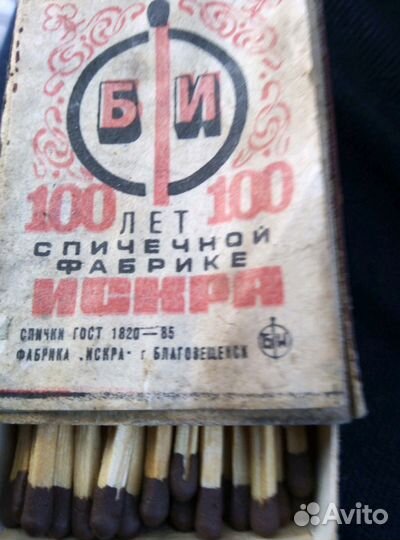 БИ
100 ЛЕТ 100
СПИЧЕЧНОЙ
ФАБРИКЕ
ИСКРА
СПИЧКИ ГОСТ 1820—85
ФАБРИКА „ИСКРА" г БЛАГОВЕЩЕНСК БИ
Avito